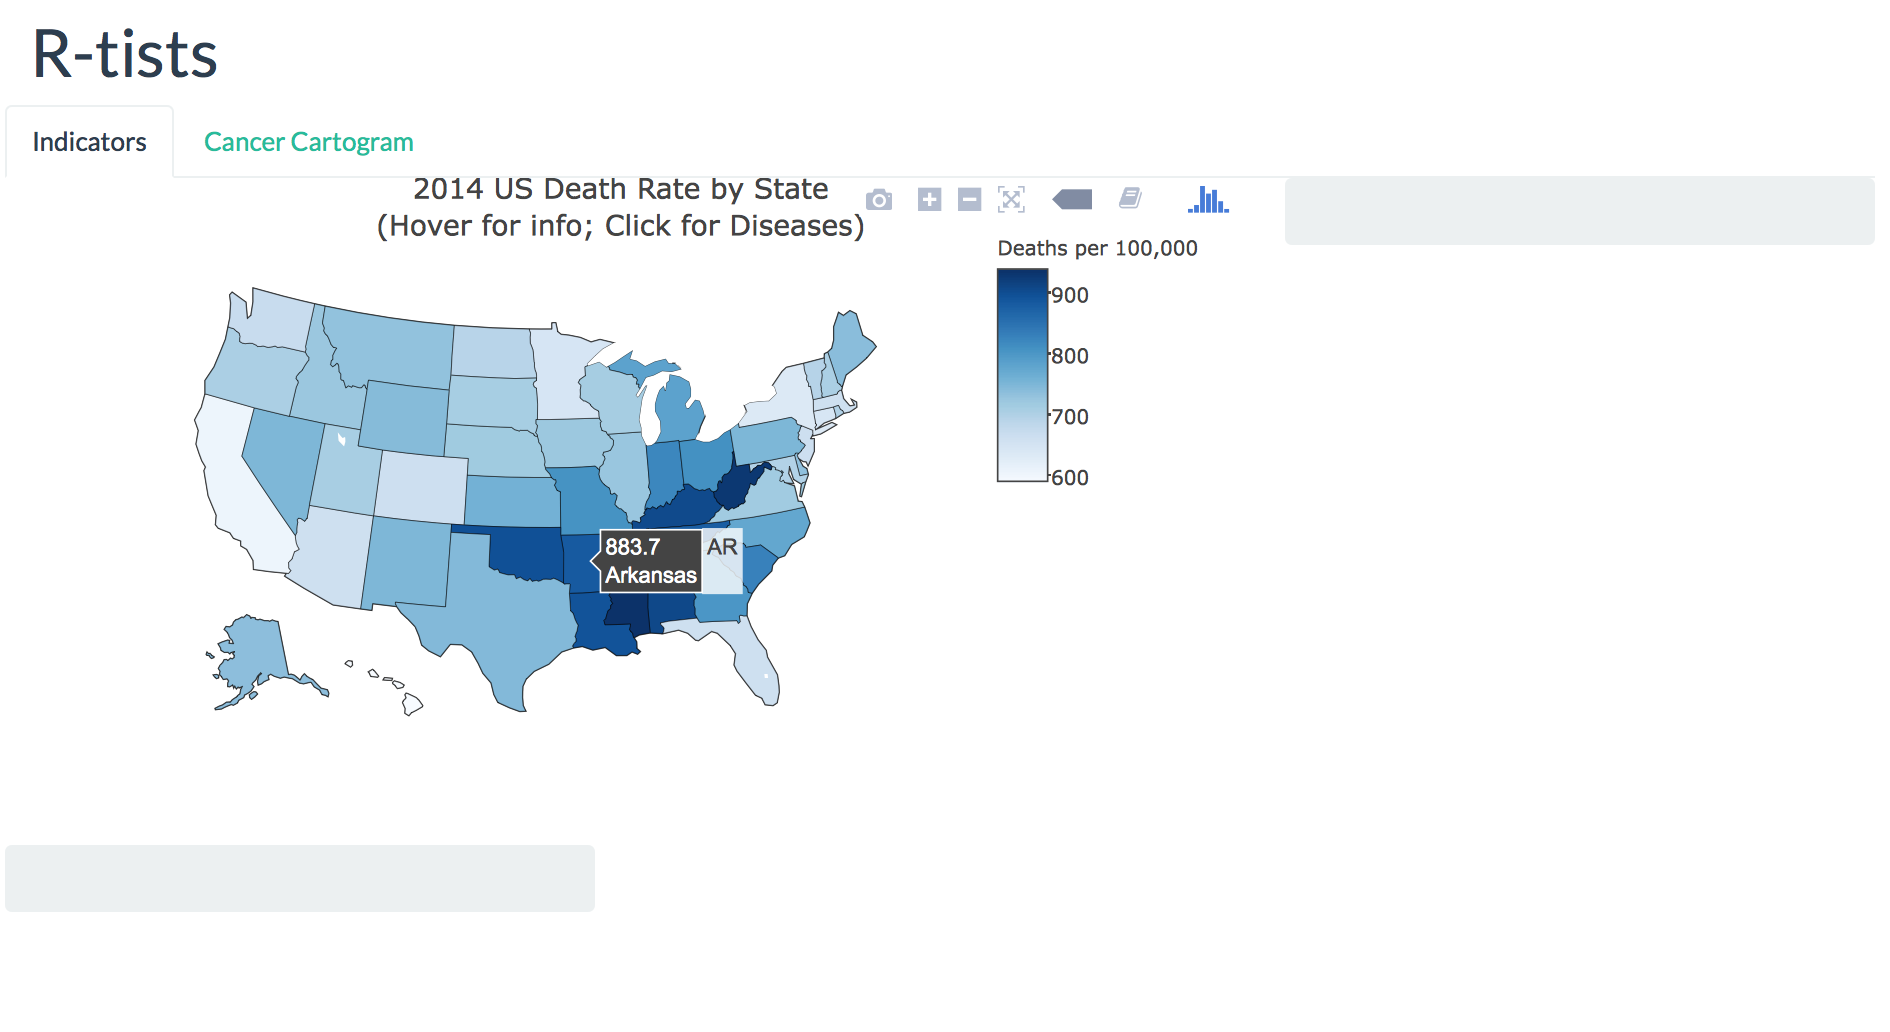 R-tists
Indicators
Cancer Cartogram
2014 US Death Rate by State
(Hover for info; Click for Diseases)
Deaths per 100,000
900
800
700
600
883.7
AR
Arkansas